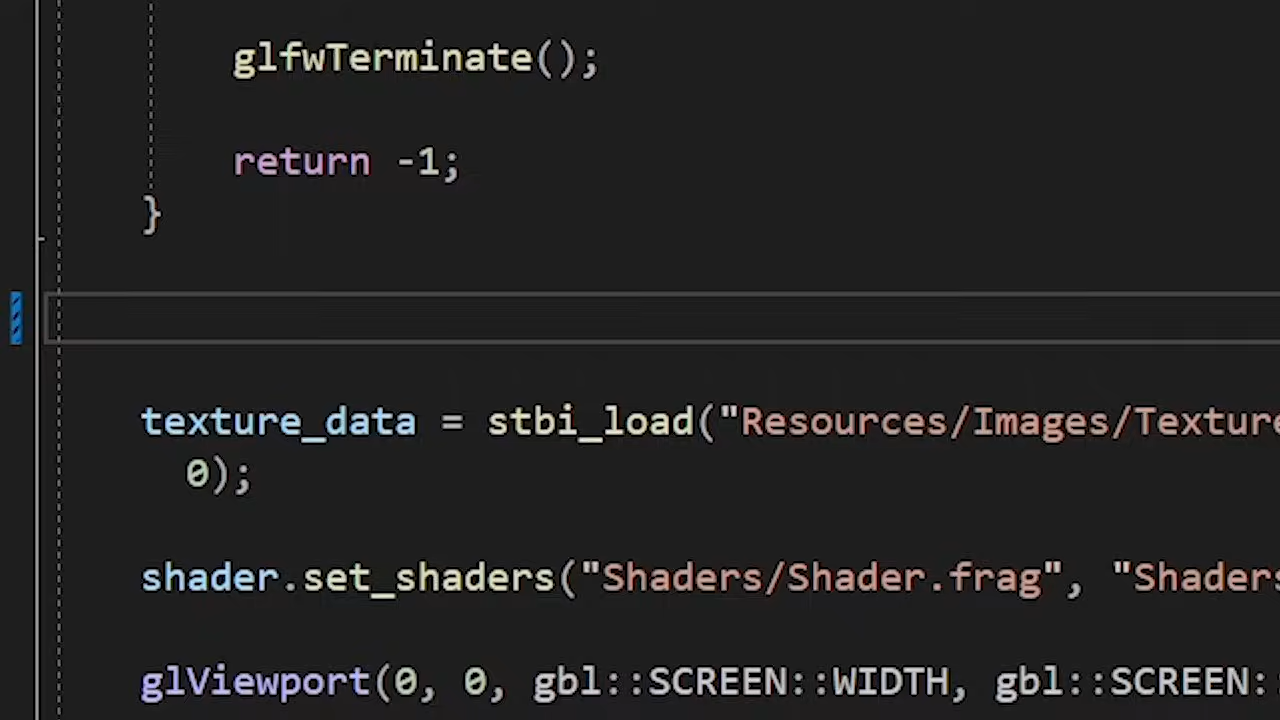 glfwTerminate();
return -1;
}
texture_data = stbi_load("Resources/Images/Texture
0);
shader.set_shaders("Shaders/Shader.frag", "Shaders
glViewport(0, 0, gbl::SCREEN::WIDTH, gbl::SCREEN: